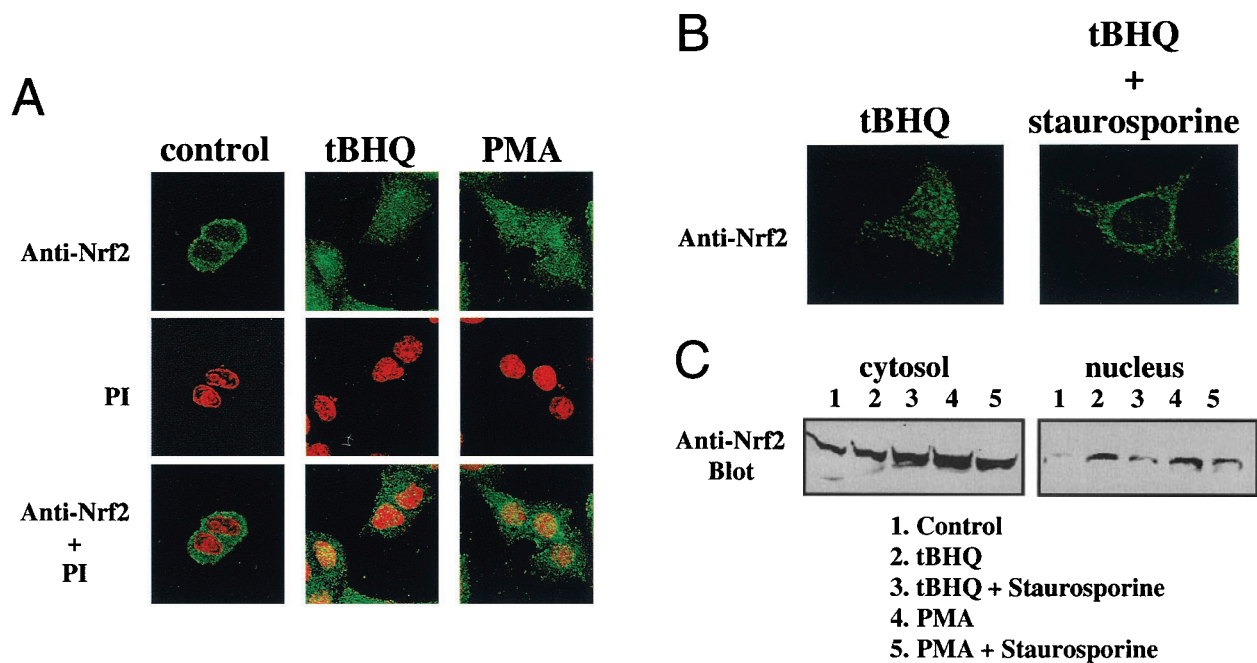 A
control tBHQ PMA
Anti-Nrf2
PI
Anti-Nrf2
+
PI
B
tBHQ
tBHQ
+
staurosporine
Anti-Nrf2
C
cytosol nucleus
1 2 3 4 5 1 2 3 4 5
Anti-Nrf2
Blot
1. Control
2. tBHQ
3. tBHQ + Staurosporine
4. PMA
5. PMA + Staurosporine